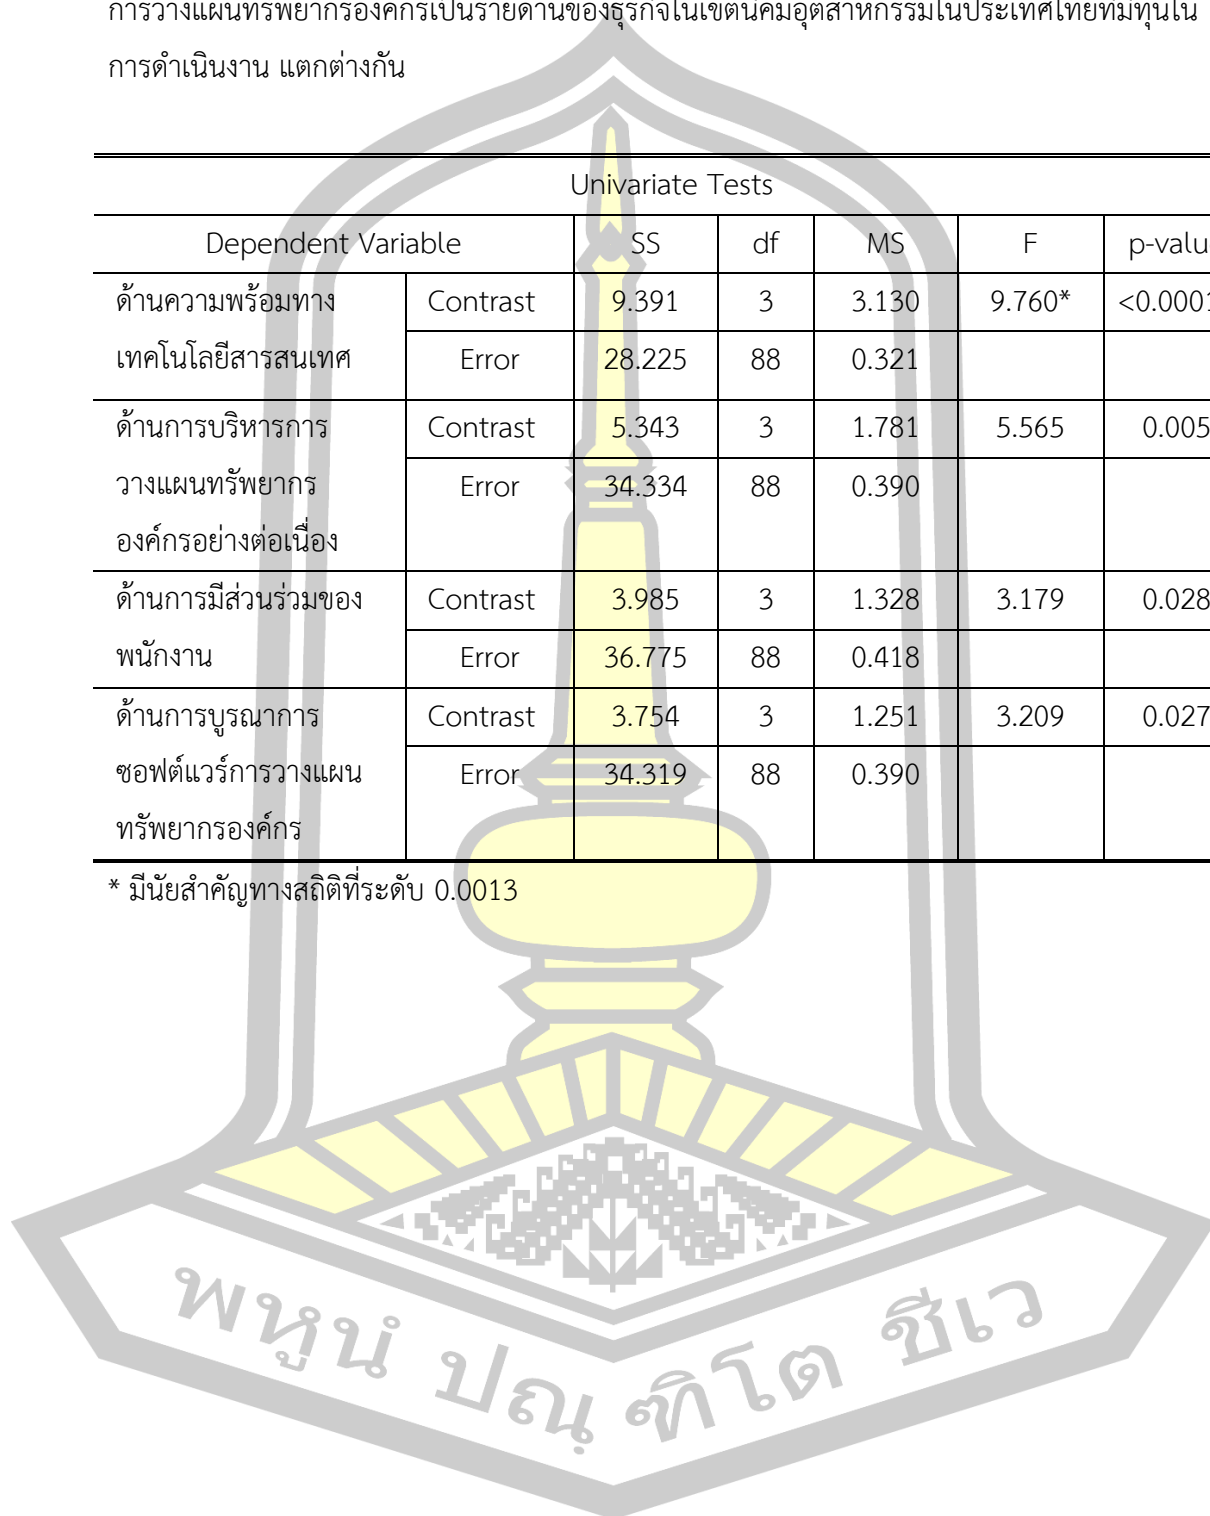 การวางแผนทรัพยากรองค์กรเป็นรายด้านของธุรกิจในเขตนิคมอุตสาหกรรมในประเทศไทยที่มีทุนใน
การดำเนินงาน แตกต่างกัน
Univariate Tests
Dependent Variable SS df MS F p-valu
ด้านความพร้อมทาง Contrast 9.391 3 3.130 9.760* <0.0001
เทคโนโลยีสารสนเทศ Error 28.225 88 0.321
ด้านการบริหารการ Contrast 5.343 3 1.781 5.565 0.005
วางแผนทรัพยากร Error 34.334 88 0.390
องค์กรอย่างต่อเนื่อง
ด้านการมีส่วนร่วมของ Contrast 3.985 3 1.328 3.179 0.028
พนักงาน Error 36.775 88 0.418
ด้านการบูรณาการ Contrast 3.754 3 1.251 3.209 0.027
ซอฟต์แวร์การวางแผน Error 34.319 88 0.390
ทรัพยากรองค์กร
* มีนัยสำคัญทางสถิติที่ระดับ 0.0013
พหูนํ ปณฺฑิโต ชีเว